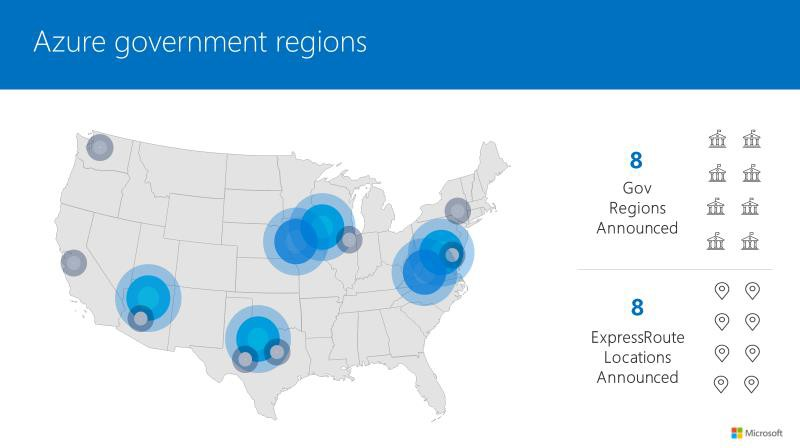 Azure government regions
8
Gov
Regions
Announced
8
ExpressRoute
Locations
Announced
Microsoft